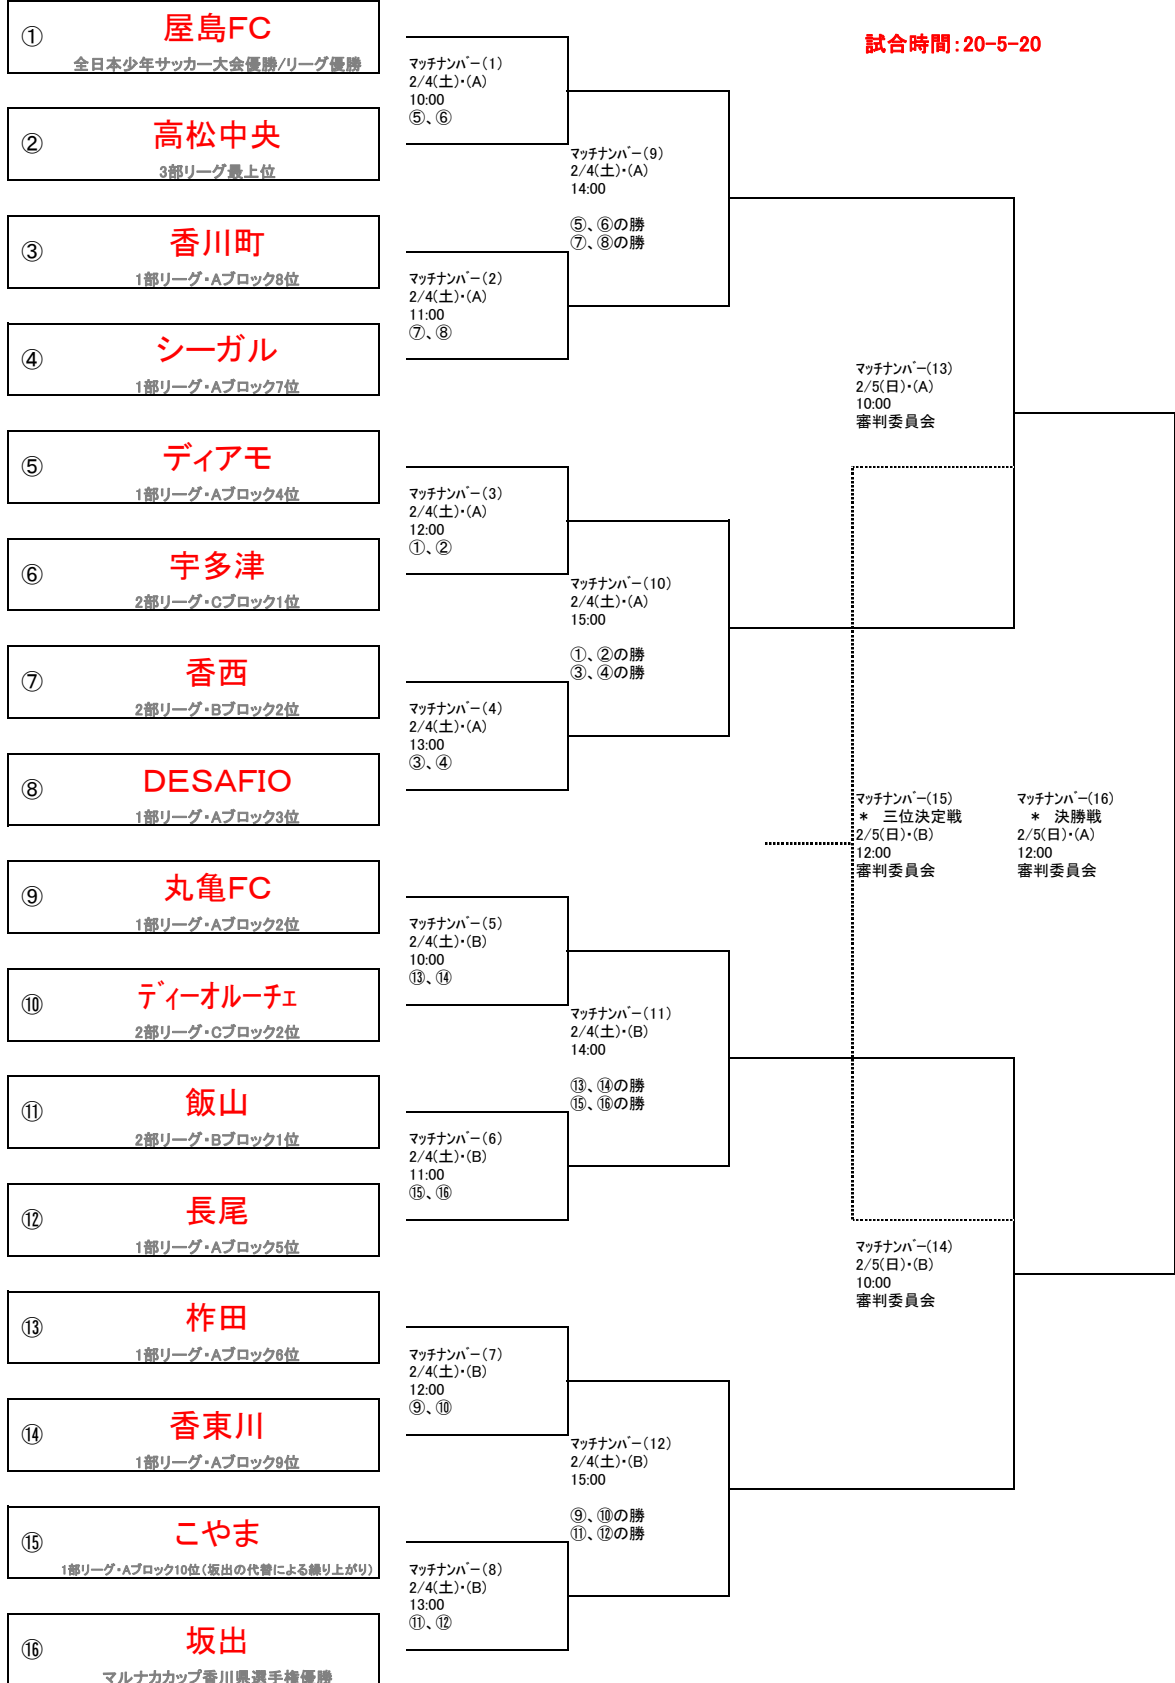 試合時間:20-5-20
① 屋島FC
全日本少年サッカー大会優勝/リーグ優勝
② 高松中央
3部リーグ最上位
③ 香川町
1部リーグ・Aブロック8位
④ シーガル
1部リーグ・Aブロック7位
⑤ ディアモ
1部リーグ・Aブロック4位
⑥ 宇多津
2部リーグ・Cブロック1位
⑦ 香西
2部リーグ・Bブロック2位
⑧ DESAFIO
1部リーグ・Aブロック3位
⑨ 丸亀FC
1部リーグ・Aブロック2位
⑩ ディーオルーチェ
2部リーグ・Cブロック2位
⑪ 飯山
2部リーグ・Bブロック1位
⑫ 長尾
1部リーグ・Aブロック5位
⑬ 柞田
1部リーグ・Aブロック6位
⑭ 香東川
1部リーグ・Aブロック9位
⑮ こやま
1部リーグ・Aブロック10位(坂出の代替による繰り上がり)
⑯ 坂出
マルナカカップ香川県選手権優勝
マッチナンバー(1)
2/4(土)・(A)
10:00
⑤、⑥
マッチナンバー(2)
2/4(土)・(A)
11:00
⑦、⑧
マッチナンバー(3)
2/4(土)・(A)
12:00
①、②
マッチナンバー(4)
2/4(土)・(A)
13:00
③、④
マッチナンバー(5)
2/4(土)・(B)
10:00
⑬、⑭
マッチナンバー(6)
2/4(土)・(B)
11:00
⑮、⑯
マッチナンバー(7)
2/4(土)・(B)
12:00
⑨、⑩
マッチナンバー(8)
2/4(土)・(B)
13:00
⑪、⑫
マッチナンバー(9)
2/4(土)・(A)
14:00
⑤、⑥の勝
⑦、⑧の勝
マッチナンバー(10)
2/4(土)・(A)
15:00
①、②の勝
③、④の勝
マッチナンバー(11)
2/4(土)・(B)
14:00
⑬、⑭の勝
⑮、⑯の勝
マッチナンバー(12)
2/4(土)・(B)
15:00
⑨、⑩の勝
⑪、⑫の勝
マッチナンバー(13)
2/5(日)・(A)
10:00
審判委員会
マッチナンバー(14)
2/5(日)・(B)
10:00
審判委員会
マッチナンバー(15)
* 三位決定戦
2/5(日)・(B)
12:00
審判委員会
マッチナンバー(16)
* 決勝戦
2/5(日)・(A)
12:00
審判委員会